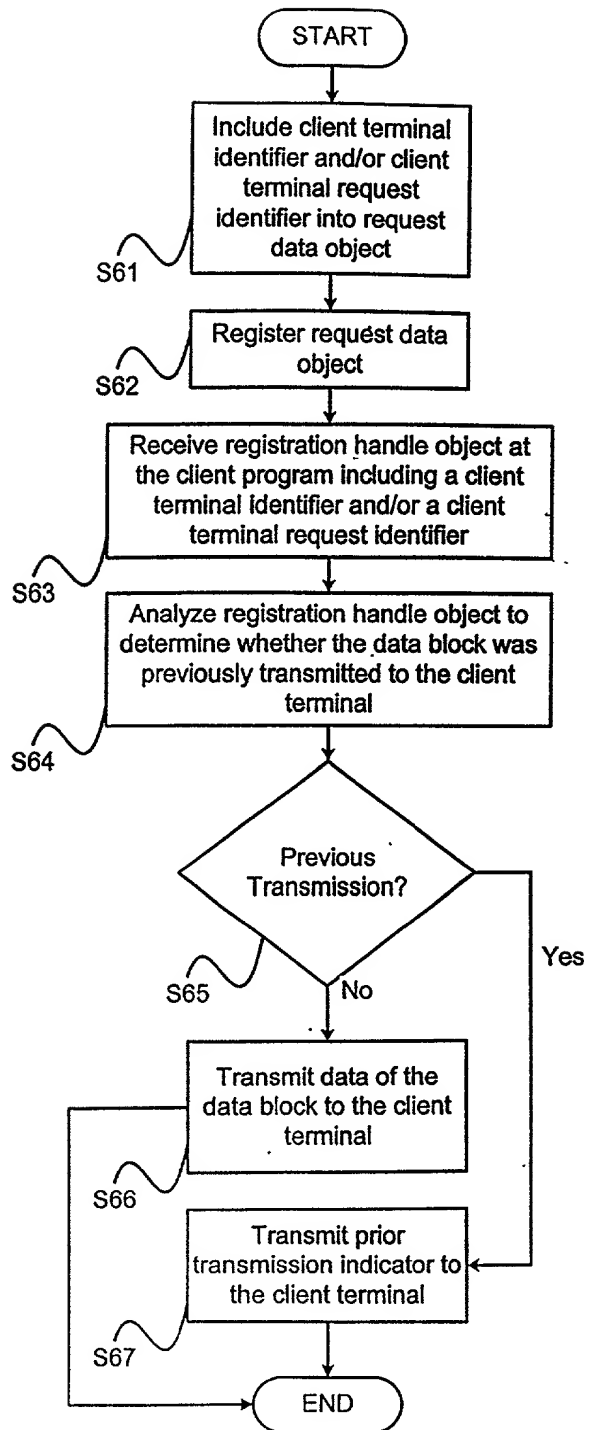 START
Include client terminal
identifier and/or client
terminal request
identifier into request
data object
S61
Register request data
object
S62
Receive registration handle object at
the client program including a client
terminal identifier and/or a client
terminal request identifier
S63
Analyze registration handle object to
determine whether the data block was
previously transmitted to the client
terminal
S64
Previous
Transmission?
Yes
S65
No
Transmit data of the
data block to the client
terminal
S66
Transmit prior
transmission indicator to
the client terminal
S67
END